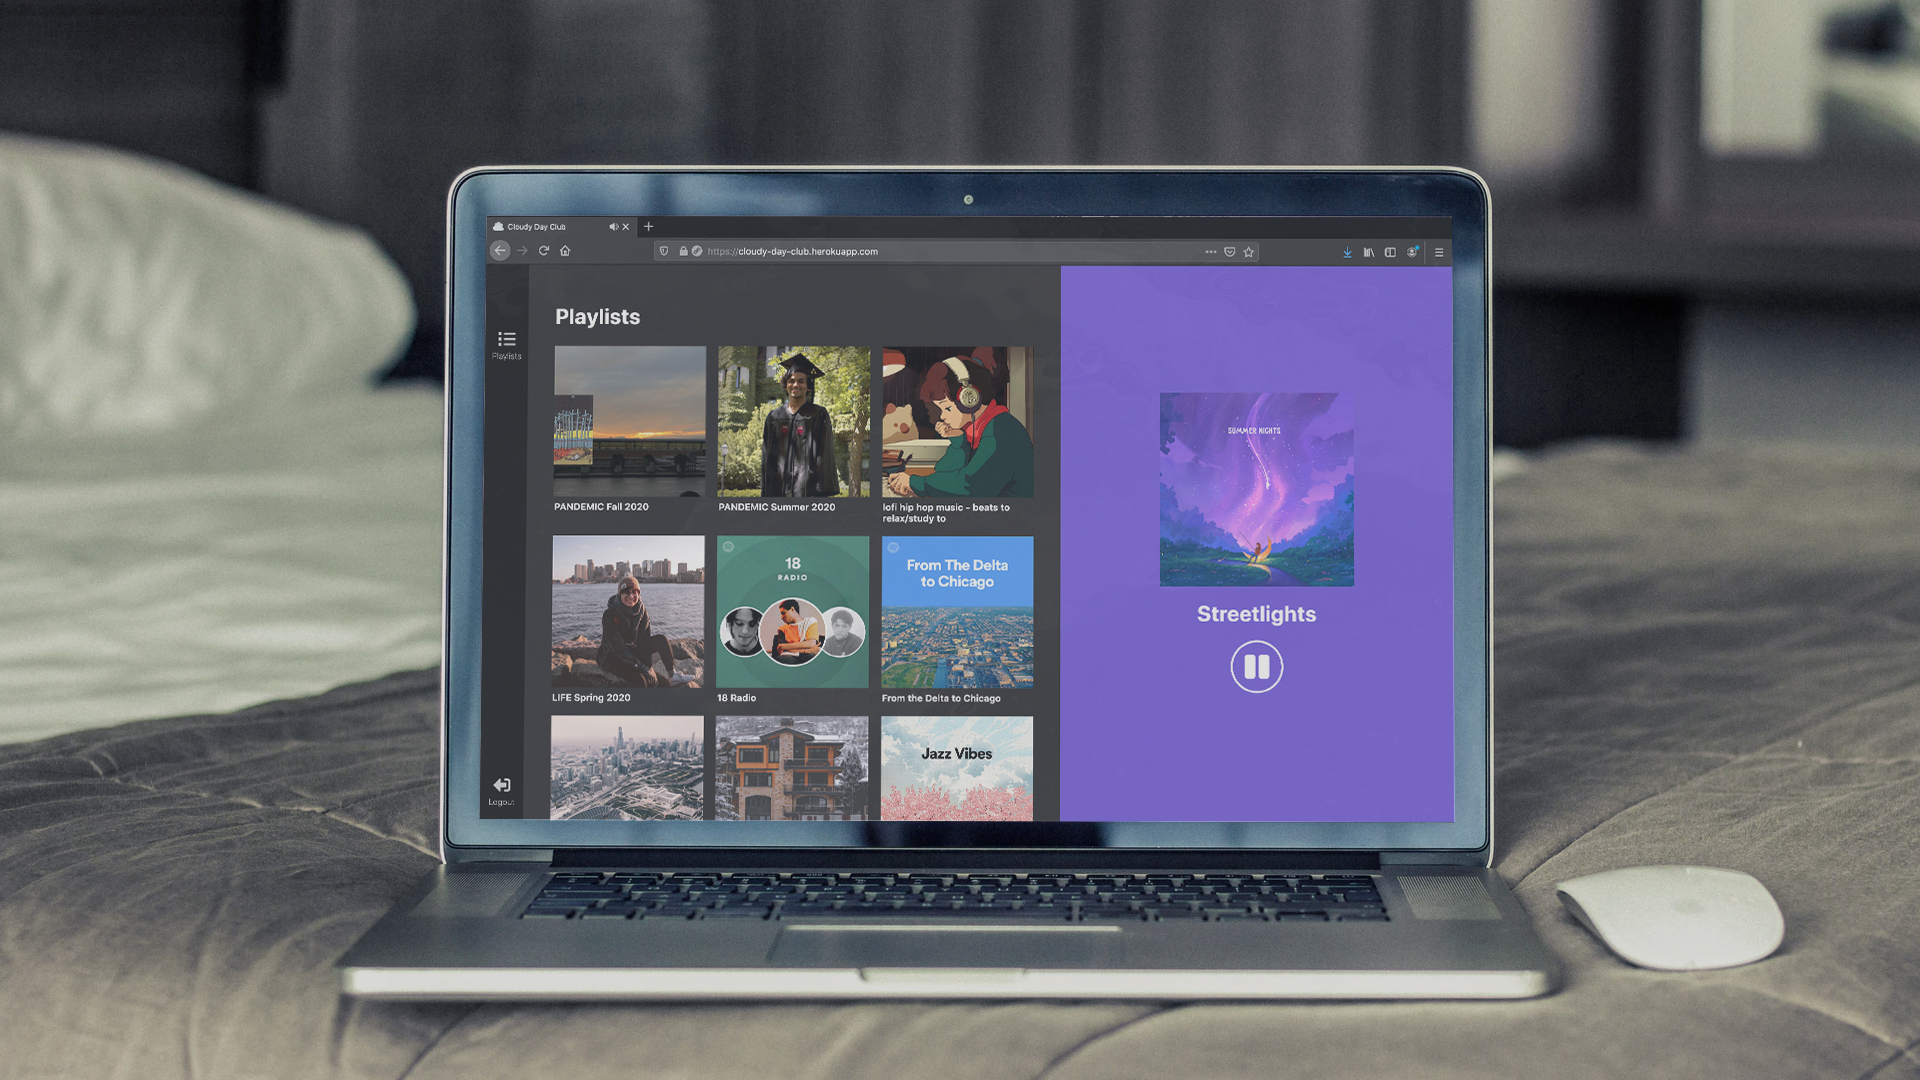 Cloudy Day Club
https://cloudy-day-club.herokuapp.com
Playlists
Playlists
PANDEMIC Fall 2020
PANDEMIC Summer 2020
lofi hip hop music - beats to
relax/study to
18
RADIO
From The Delta
to Chicago
LIFE Spring 2020
18 Radio
From the Delta to Chicago
Jazz Vibes
Logout
SUMMER NIGHTS
Streetlights